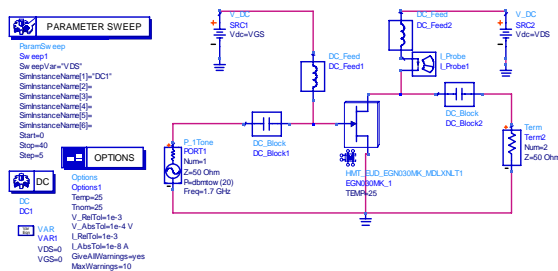 PARAMETER SWEEP
ParamSweep
Sweep1
SweepVar="VDS"
SimInstanceName[1]="DC1"
SimInstanceName[2]=
SimInstanceName[3]=
SimInstanceName[4]=
SimInstanceName[5]=
SimInstanceName[6]=
Start=0
Stop=40
Step=5
OPTIONS
Options
Options1
Temp=25
Tnom=25
V_RelTol=1e-3
V_AbsTol=1e-4 V
I_RelTol=1e-3
I_AbsTol=1e-8 A
GiveAllWarnings=yes
MaxWarnings=10
DC
DC
DC1
VAR
VAR1
VDS=0
VGS=0
V_DC
SRC1
Vdc=VGS
DC_Feed
DC_Feed1
DC_Feed
DC_Feed2
V_DC
SRC2
Vdc=VDS
I_Probe
I_Probe1
DC_Block
DC_Block1
DC_Block
DC_Block2
P_1Tone
PORT1
Num=1
Z=50 Ohm
P=dbmtow (20)
Freq=1.7 GHz
HMT_EUD_EGN030MK_MDLXNLT1
EGN030MK_1
TEMP=25
Term
Term2
Num=2
Z=50 Ohm